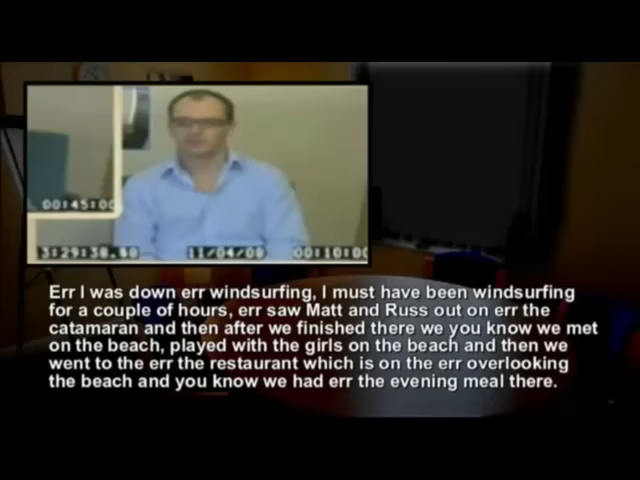 00:45:00
3:29:38.
11/04/08
00:10:00
Err I was down err windsurfing, I must have been windsurfing
for a couple of hours, err saw Matt and Russ out on err the
catamaran and then after we finished there we you know we met
on the beach, played with the girls on the beach and then we
went to the err the restaurant which is on the err overlooking
the beach and you know we had err the evening meal there.